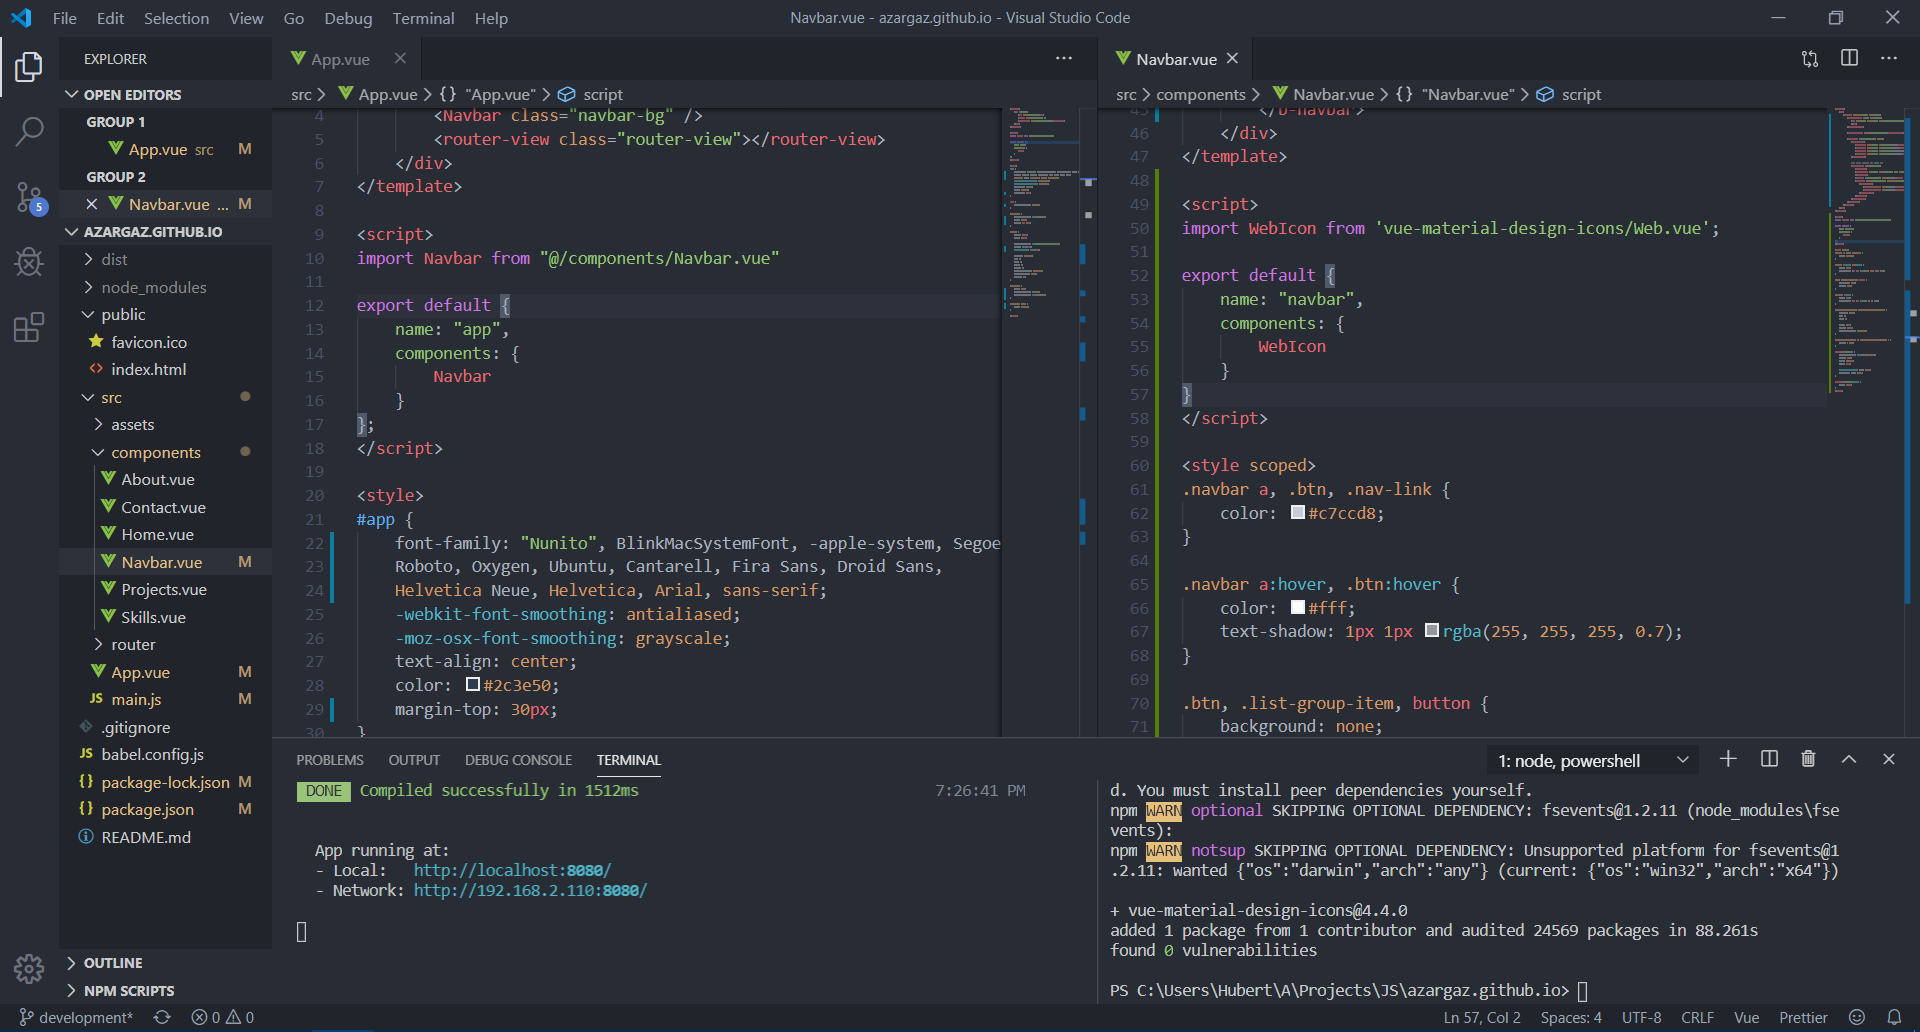 File Edit Selection View Go Debug Terminal Help
Navbar.vue - azargaz.github.io - Visual Studio Code
EXPLORER
OPEN EDITORS
GROUP 1
App.vue src M
GROUP 2
Navbar.vue ... M
AZARGAZ.GITHUB.IO
dist
node_modules
public
favicon.ico
index.html
src
assets
components
About.vue
Contact.vue
Home.vue
Navbar.vue M
Projects.vue
Skills.vue
router
App.vue M
JS main.js M
.gitignore
JS babel.config.js
{} package-lock.json M
{} package.json M
README.md
OUTLINE
NPM SCRIPTS
5
App.vue
src > App.vue > {} "App.vue" > script
4 <Navbar class="navbar-bg" />
5 <router-view class="router-view"></router-view>
6 </div>
7 </template>
8
9 <script>
10 import Navbar from "@/components/Navbar.vue"
11
12 export default {
13 name: "app",
14 components: {
15 Navbar
16 }
17 };
18 </script>
19
20 <style>
21 #app {
22 font-family: "Nunito", BlinkMacSystemFont, -apple-system, Segoe
23 Roboto, Oxygen, Ubuntu, Cantarell, Fira Sans, Droid Sans,
24 Helvetica Neue, Helvetica, Arial, sans-serif;
25 -webkit-font-smoothing: antialiased;
26 -moz-osx-font-smoothing: grayscale;
27 text-align: center;
28 color: #2c3e50;
29 margin-top: 30px;
30 }
Navbar.vue
src > components > Navbar.vue > {} "Navbar.vue" > script
45 </b-navbar>
46 </div>
47 </template>
48
49 <script>
50 import WebIcon from 'vue-material-design-icons/Web.vue';
51
52 export default {
53 name: "navbar",
54 components: {
55 WebIcon
56 }
57 }
58 </script>
59
60 <style scoped>
61 .navbar a, .btn, .nav-link {
62 color: #c7ccd8;
63 }
64
65 .navbar a:hover, .btn:hover {
66 color: #fff;
67 text-shadow: 1px 1px rgba(255, 255, 255, 0.7);
68 }
69
70 .btn, .list-group-item, button {
71 background: none;
PROBLEMS OUTPUT DEBUG CONSOLE TERMINAL
1: node, powershell
DONE Compiled successfully in 1512ms 7:26:41 PM
App running at:
- Local: http://localhost:8080/
- Network: http://192.168.2.110:8080/
d. You must install peer dependencies yourself.
npm WARN optional SKIPPING OPTIONAL DEPENDENCY: fsevents@1.2.11 (node_modules\fse
vents):
npm WARN notsup SKIPPING OPTIONAL DEPENDENCY: Unsupported platform for fsevents@1
.2.11: wanted {"os":"darwin","arch":"any"} (current: {"os":"win32","arch":"x64"})
+ vue-material-design-icons@4.4.0
added 1 package from 1 contributor and audited 24569 packages in 88.261s
found 0 vulnerabilities
PS C:\Users\Hubert\A\Projects\JS\azargaz.github.io>
development* 0 0
Ln 57, Col 2 Spaces: 4 UTF-8 CRLF Vue Prettier